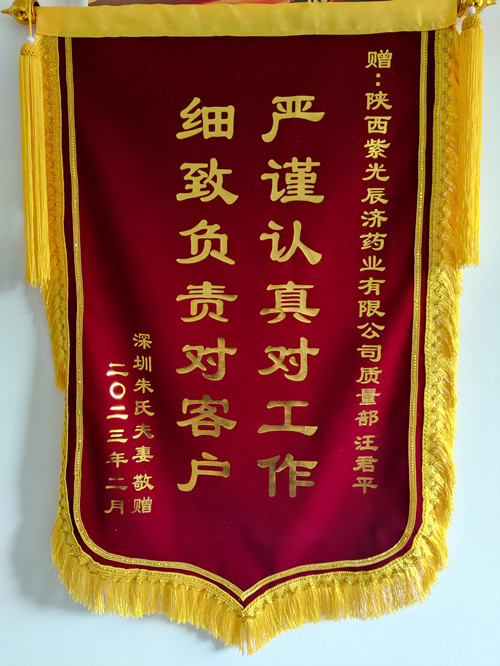 赠：陕西紫光辰济药业有限公司质量部汪君平
严谨认真对工作
细致负责对客户
深圳朱氏夫妻 敬赠
二〇二三年二月